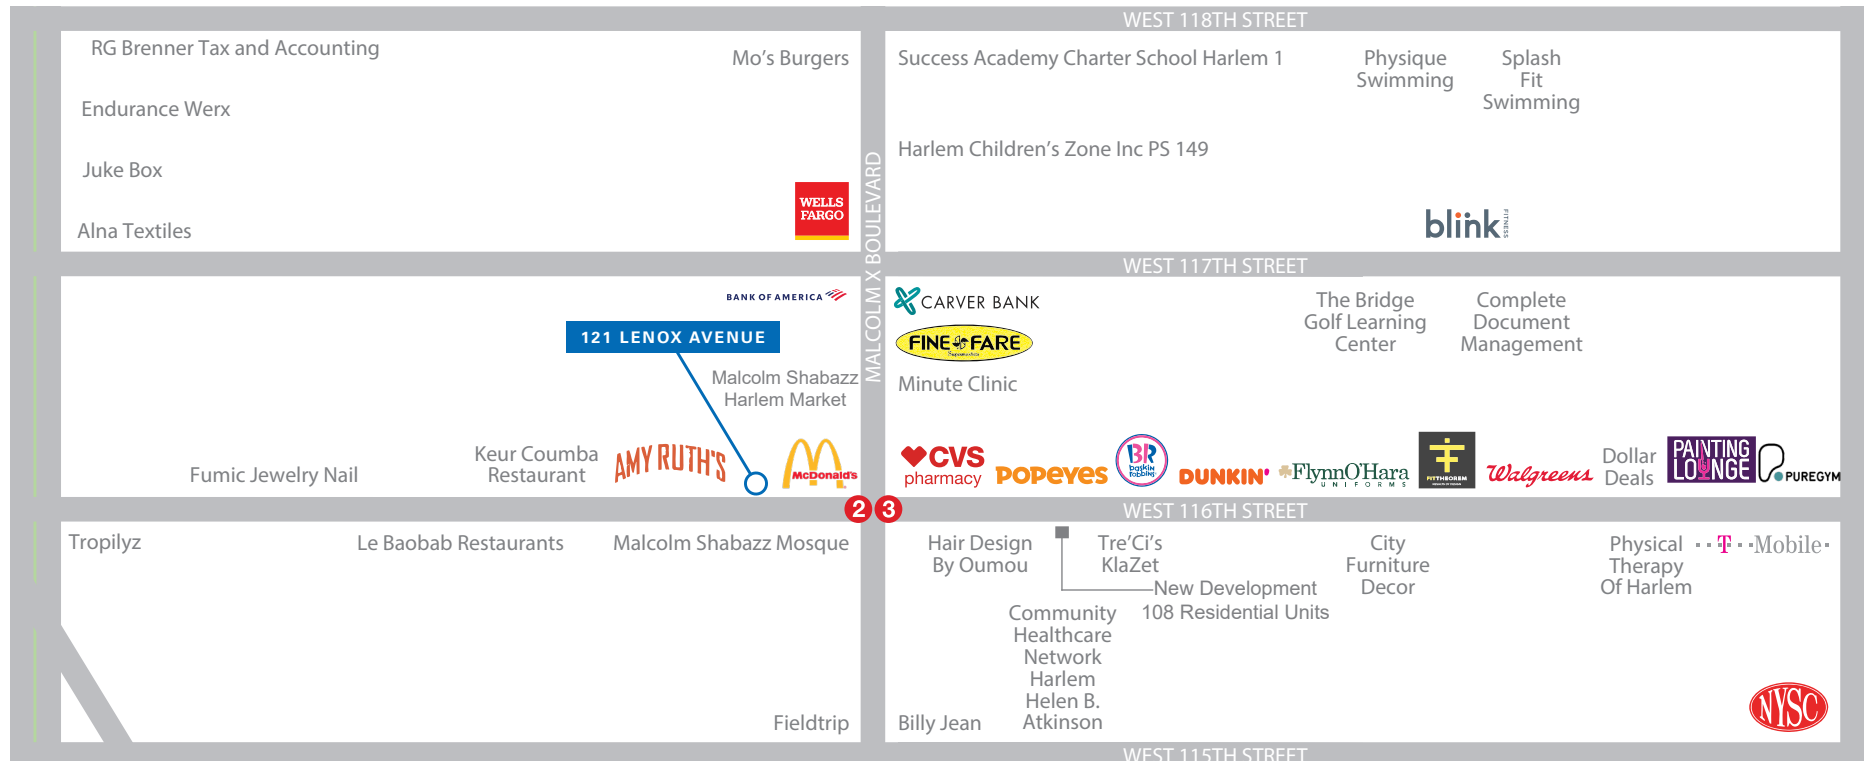 WEST 118TH STREET
RG Brenner Tax and Accounting
Mo's Burgers
Endurance Werx
Juke Box
WELLS
FARGO
Alna Textiles
MALCOLM X BOULEVARD
Success Academy Charter School Harlem 1
Physique
Swimming
Splash
Fit
Swimming
Harlem Children's Zone Inc PS 149
blink
FITNESS
WEST 117TH STREET
BANK OF AMERICA
121 LENOX AVENUE
Malcolm Shabazz
Harlem Market
Fumic Jewelry Nail
Keur Coumba
Restaurant
AMY RUTH'S
McDonald's
CARVER BANK
FINE FARE
Supermarkets
Minute Clinic
The Bridge
Golf Learning
Center
Complete
Document
Management
CVS
pharmacy
POPEYES
BR
baskin
robbins
DUNKIN'
FlynnO'Hara
UNIFORMS
FITTHEOREM
Walgreens
Dollar
Deals
PAINTING
LOUNGE
PUREGYM
2 3
WEST 116TH STREET
Tropilyz
Le Baobab Restaurants
Malcolm Shabazz Mosque
Fieldtrip
Hair Design
By Oumou
Tre'Ci's
KlaZet
New Development
108 Residential Units
City
Furniture
Decor
Physical
Therapy
Of Harlem
T Mobile
Community
Healthcare
Network
Harlem
Helen B.
Atkinson
Billy Jean
NYSC
WEST 115TH STREET